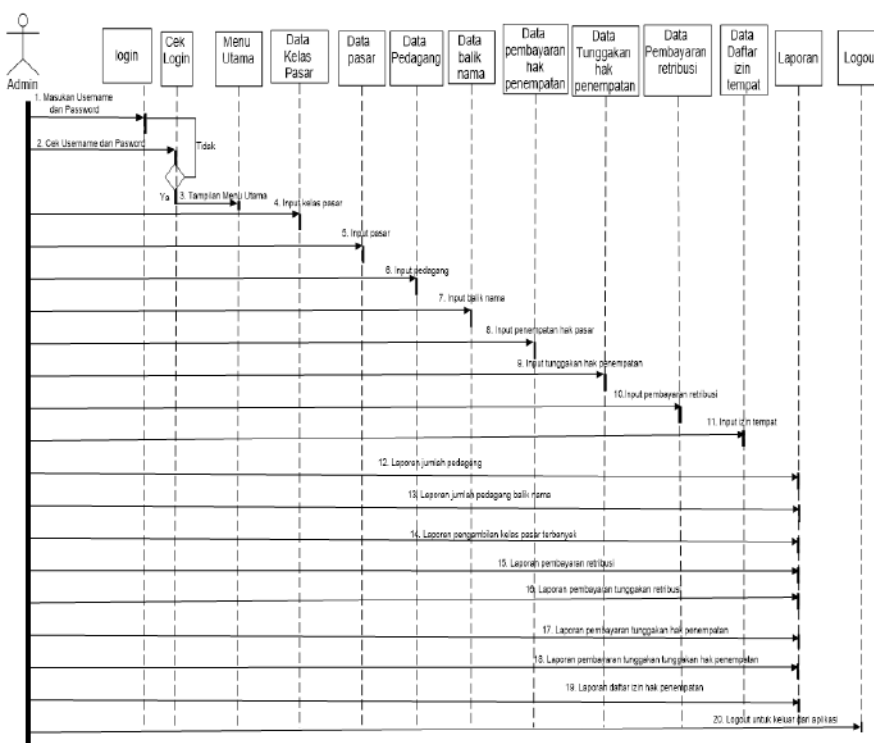 Admin
login
Cek
Login
Menu
Utama
Data
Kelas
Pasar
Data
pasar
Data
Pedagang
Data
balik
nama
Data
pembayaran
hak
penempatan
Data
Tunggakan
hak
penempatan
Data
Pembayaran
retribusi
Data
Daftar
izin
tempat
Laporan
Logout
1. Masukan Username
dan Password
2. Cek Username dan Pasword
Tidak
Ya
3. Tampilan Menu Utama
4. Input kelas pasar
5. Input pasar
6. Input pedagang
7. Input balik nama
8. Input penempatan hak pasar
9. Input tunggakan hak penempatan
10.Input pembayaran retribusi
11. Input izin tempat
12. Laporan jumlah pedagang
13. Laporan jumlah pedagang balik nama
14. Laporan pengambilan kelas pasar terbanyak
15. Laporan pembayaran retribusi
16. Laporan pembayaran tunggakan retribusi
17. Laporan pembayaran tunggakan hak penempatan
18. Laporan pembayaran tunggakan tunggakan hak penempatan
19. Laporan daftar izin hak penempatan
20. Logout untuk keluar dari aplikasi